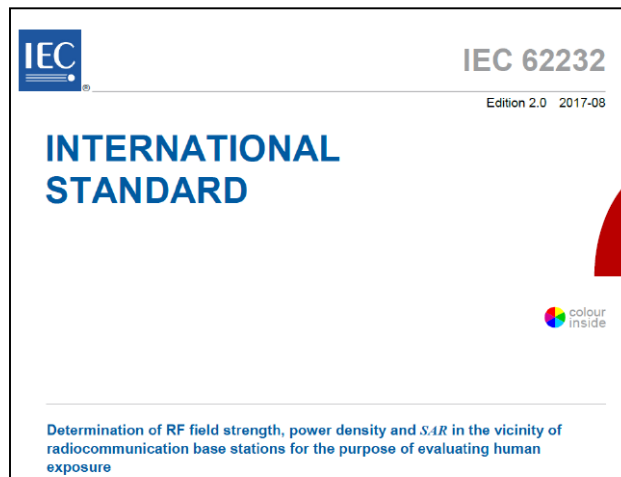 IEC
®
IEC 62232
Edition 2.0 2017-08
INTERNATIONAL
STANDARD
colour
inside
Determination of RF field strength, power density and SAR in the vicinity of
radiocommunication base stations for the purpose of evaluating human
exposure